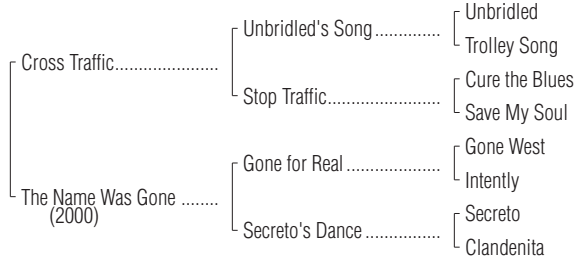 Unbridled
Unbridled's Song..............
Trolley Song
Cross Traffic......................
Cure the Blues
Stop Traffic........................
Save My Soul
Gone West
Gone for Real ....................
Intently
The Name Was Gone ........
(2000)
Secreto
Secreto's Dance ................
Clandenita